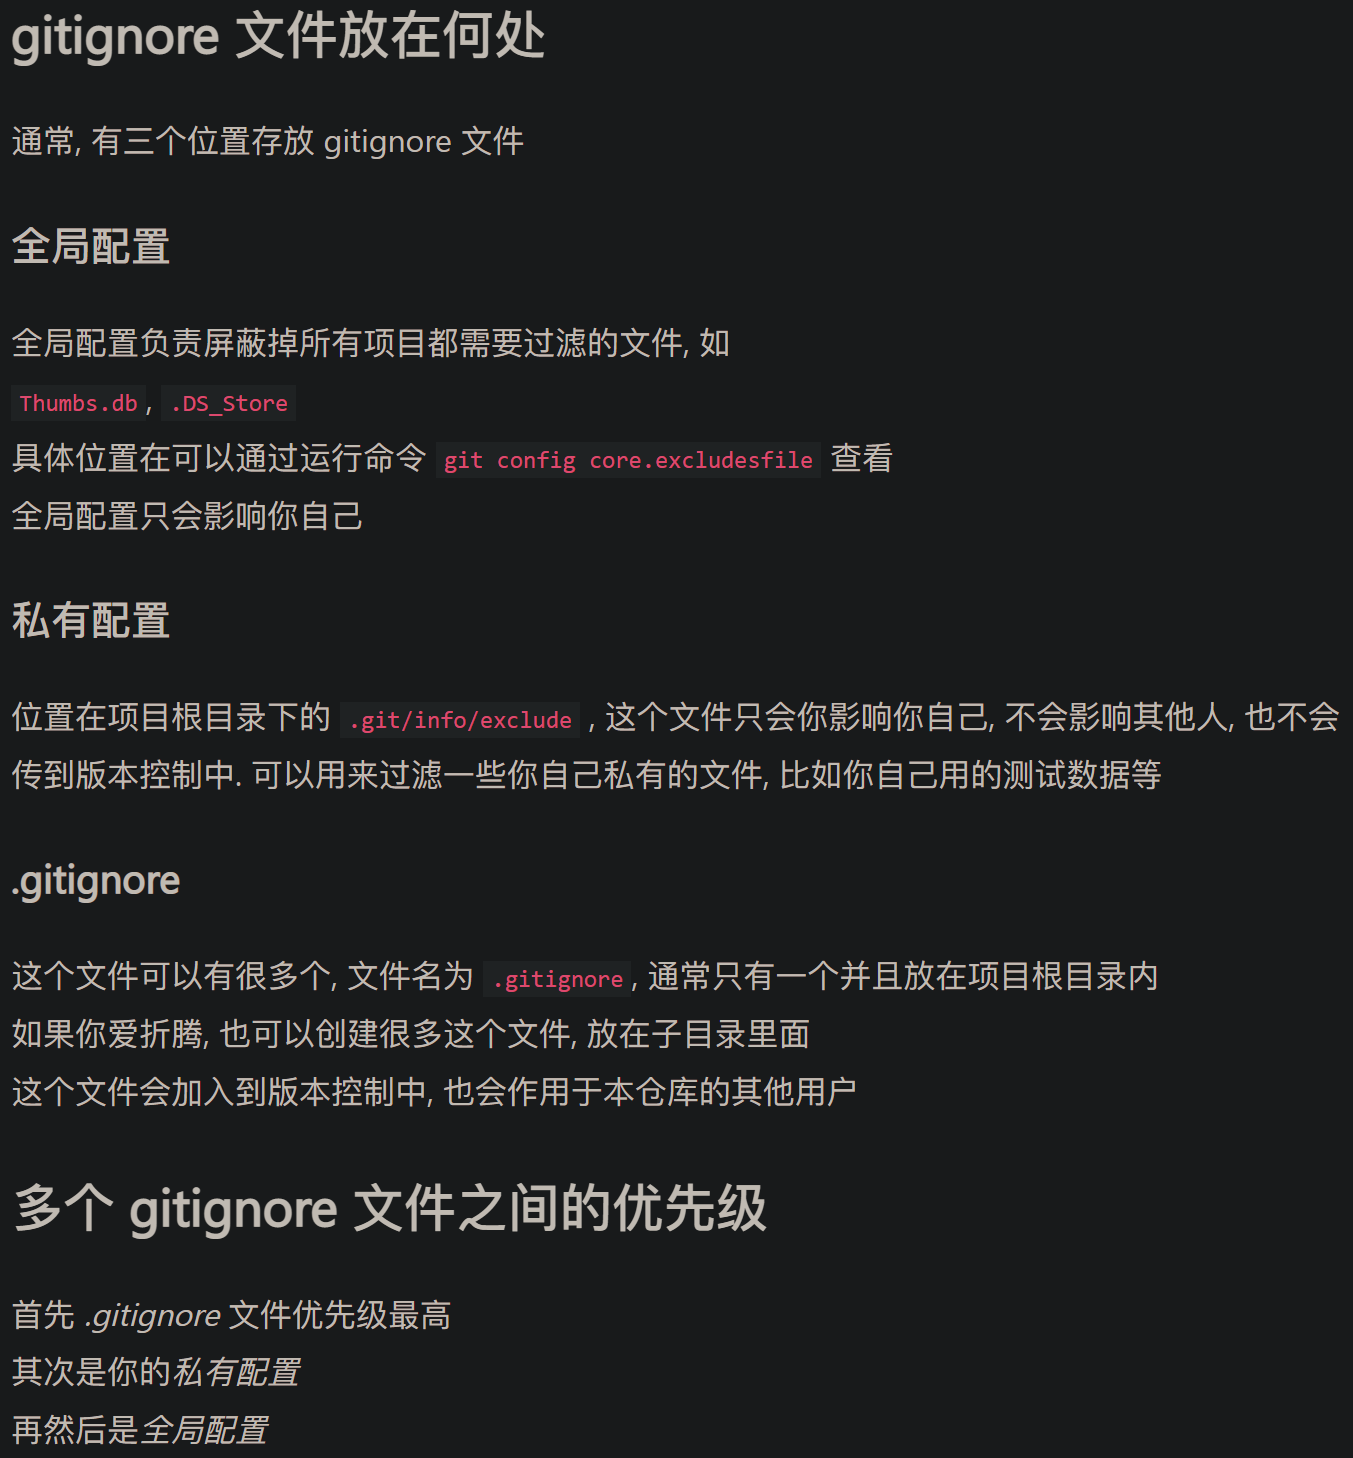 gitignore 文件放在何处
通常, 有三个位置存放 gitignore 文件
全局配置
全局配置负责屏蔽掉所有项目都需要过滤的文件, 如
Thumbs.db, .DS_Store
具体位置在可以通过运行命令 git config core.excludesfile 查看
全局配置只会影响你自己
私有配置
位置在项目根目录下的 .git/info/exclude , 这个文件只会你影响你自己, 不会影响其他人, 也不会
传到版本控制中. 可以用来过滤一些你自己私有的文件, 比如你自己用的测试数据等
.gitignore
这个文件可以有很多个, 文件名为 .gitignore, 通常只有一个并且放在项目根目录内
如果你爱折腾, 也可以创建很多这个文件, 放在子目录里面
这个文件会加入到版本控制中, 也会作用于本仓库的其他用户
多个 gitignore 文件之间的优先级
首先 .gitignore 文件优先级最高
其次是你的私有配置
再然后是全局配置